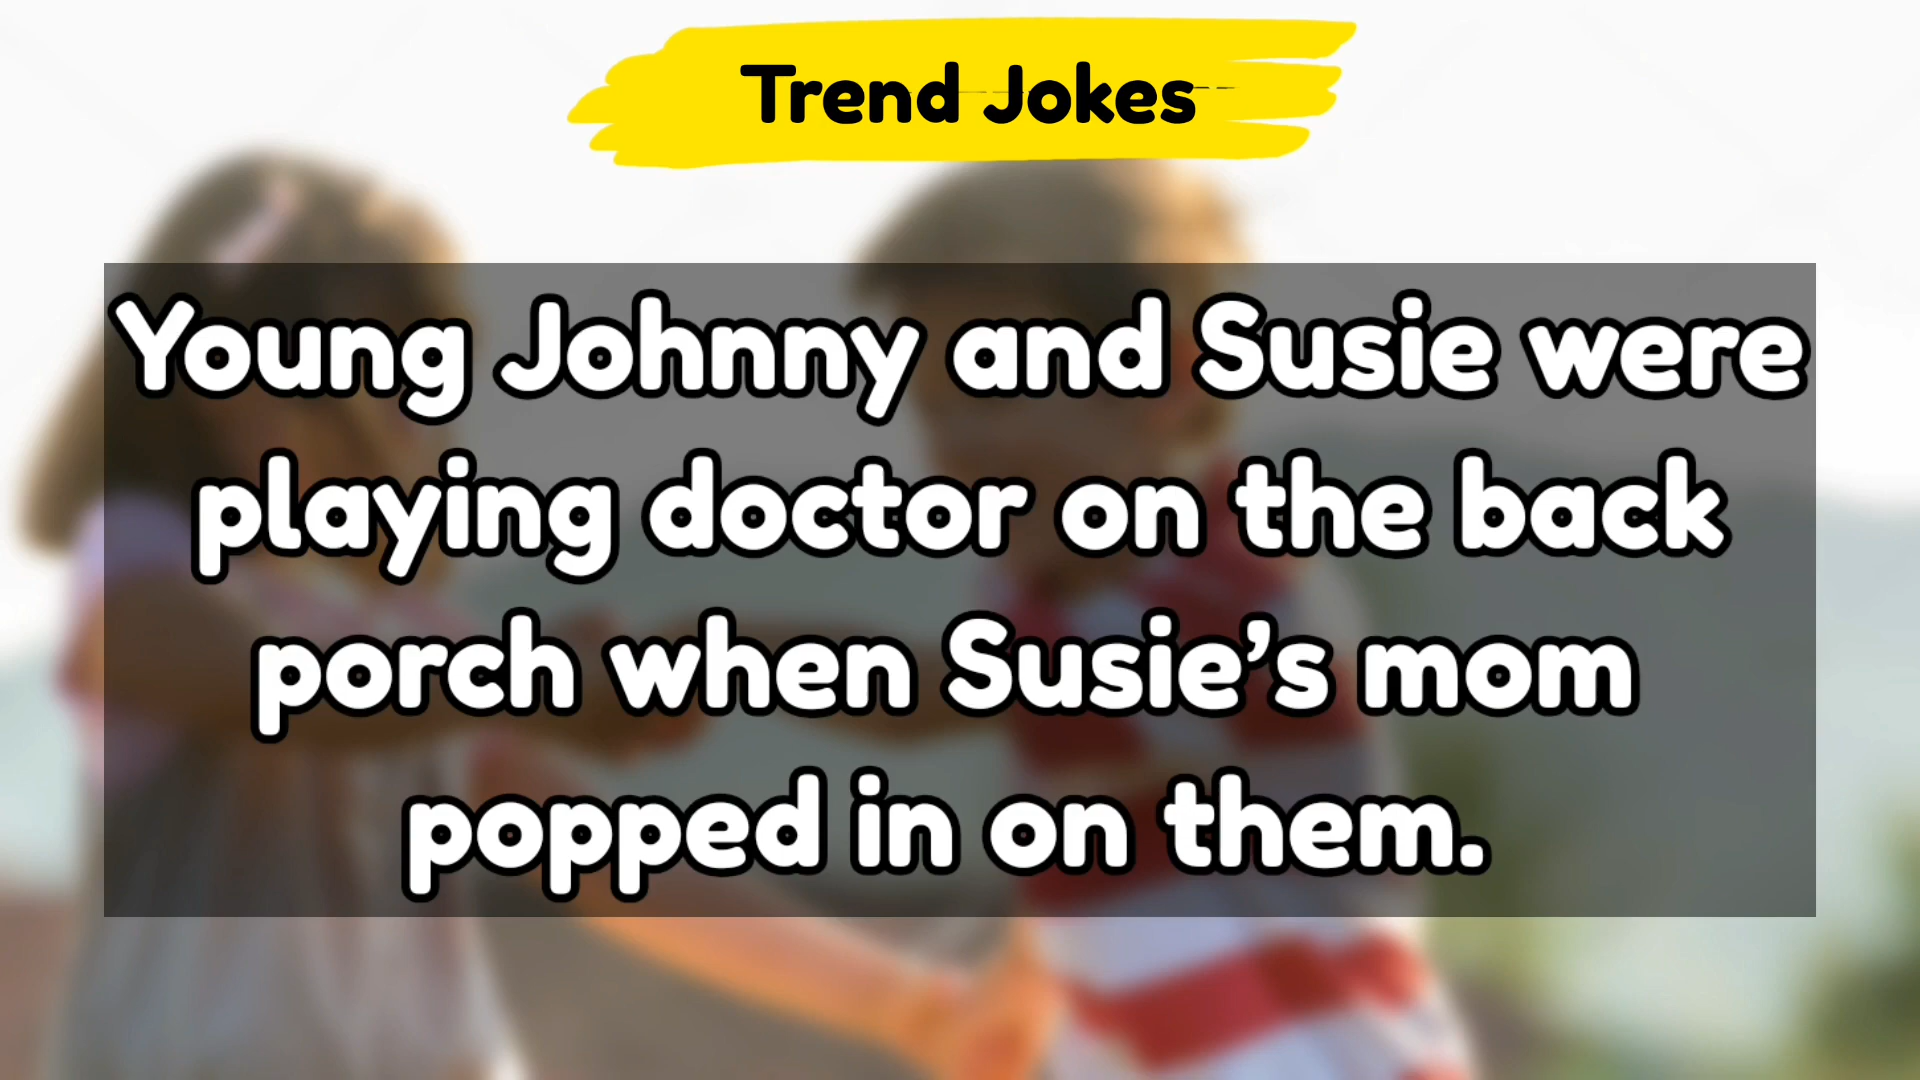 Trend Jokes
Young Johnny and Susie were
playing doctor on the back
porch when Susie’s mom
popped in on them.